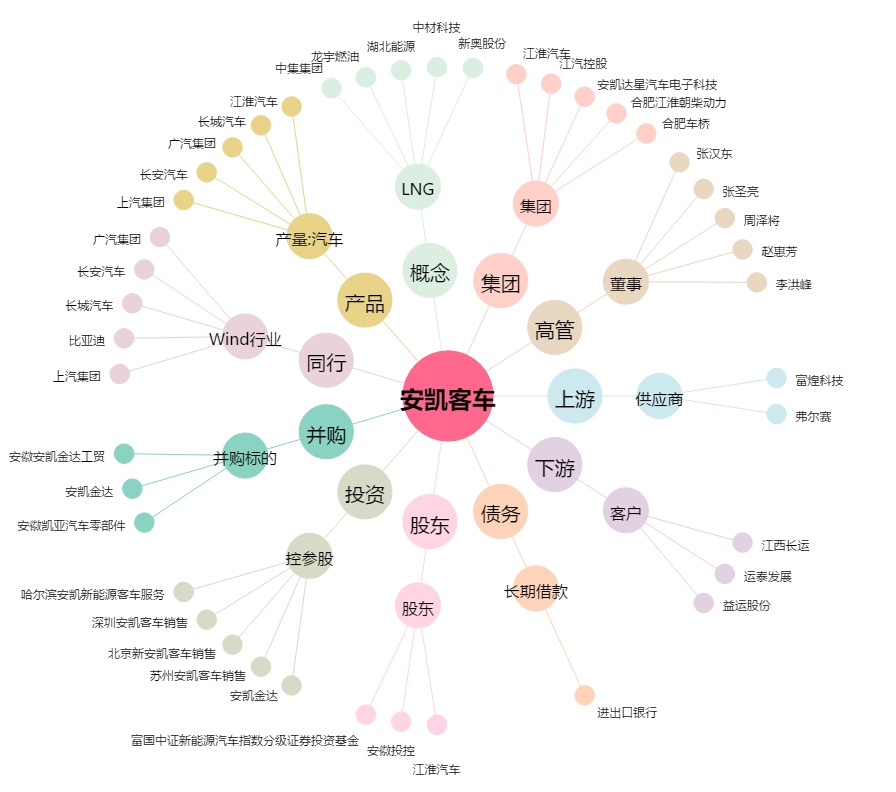 中材科技
新奥股份
湖北能源
龙宇燃油
中集集团
江淮汽车
江汽控股
安凯达星汽车电子科技
合肥江淮朝柴动力
合肥车桥
江淮汽车
长城汽车
广汽集团
长安汽车
上汽集团
张汉东
张圣亮
周泽将
赵惠芳
李洪峰
LNG
集团
产量:汽车
概念
集团
董事
产品
高管
广汽集团
长安汽车
长城汽车
比亚迪
上汽集团
Wind行业
同行
安凯客车
上游
供应商
富煌科技
弗尔赛
并购
并购标的
安徽安凯金达工贸
安凯金达
安徽凯亚汽车零部件
下游
客户
江西长运
运泰发展
益运股份
投资
股东
债务
控参股
股东
长期借款
哈尔滨安凯新能源客车服务
深圳安凯客车销售
北京新安凯客车销售
苏州安凯客车销售
安凯金达
富国中证新能源汽车指数分级证券投资基金
安徽投控
江淮汽车
进出口银行